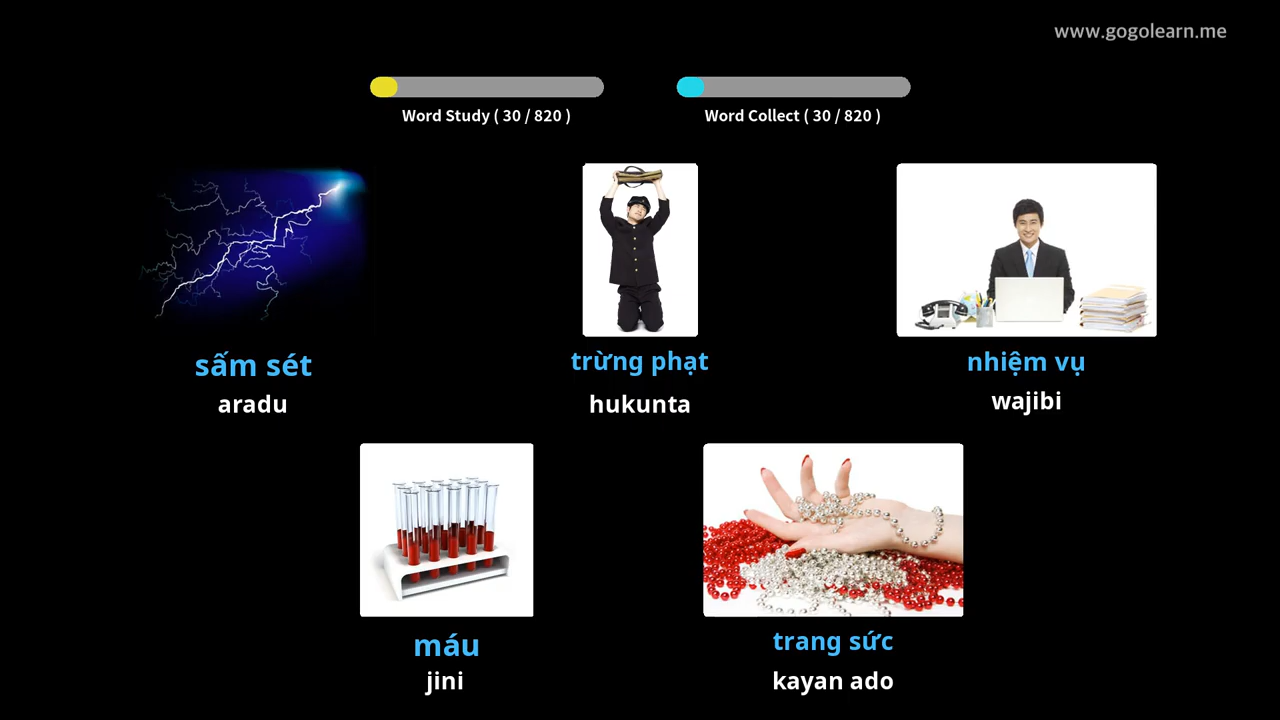 www.gogolearn.me
Word Study ( 30 / 820 )
Word Collect ( 30 / 820 )
sấm sét
aradu
trừng phạt
hukunta
nhiệm vụ
wajibi
máu
jini
trang sức
kayan ado